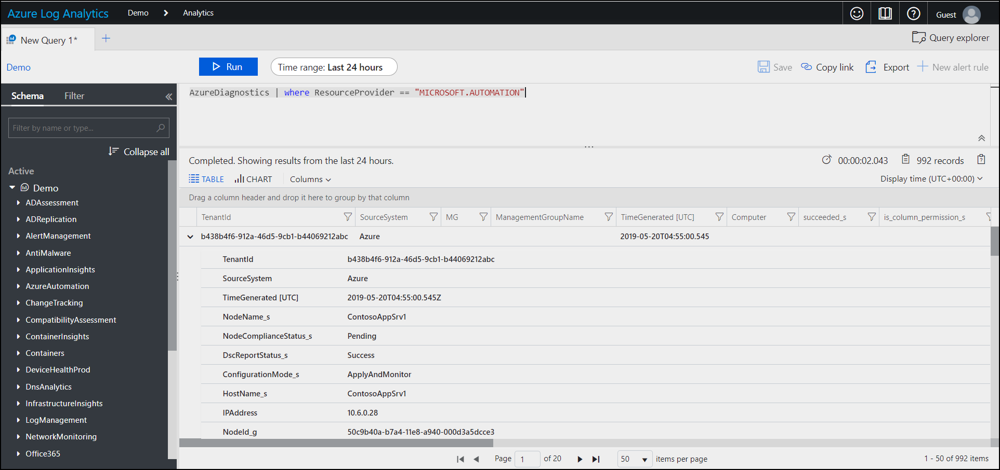 Azure Log Analytics Demo Analytics Guest
New Query 1* Query explorer
Demo Run Time range: Last 24 hours Save Copy link Export New alert rule
Schema Filter
Filter by name or type...
Collapse all
Active
Demo
ADAssessment
ADReplication
AlertManagement
AntiMalware
ApplicationInsights
AzureAutomation
ChangeTracking
CompatibilityAssessment
ContainerInsights
Containers
DeviceHealthProd
DnsAnalytics
InfrastructureInsights
LogManagement
NetworkMonitoring
Office365
AzureDiagnostics | where ResourceProvider == "MICROSOFT.AUTOMATION"
Completed. Showing results from the last 24 hours. 00:00:02.043 992 records
TABLE CHART Columns Display time (UTC+00:00)
Drag a column header and drop it here to group by that column
TenantId SourceSystem MG ManagementGroupName TimeGenerated [UTC] Computer succeeded_s is_column_permission_s
b438b4f6-912a-46d5-9cb1-b44069212abc Azure 2019-05-20T04:55:00.545
TenantId b438b4f6-912a-46d5-9cb1-b44069212abc
SourceSystem Azure
TimeGenerated [UTC] 2019-05-20T04:55:00.545Z
NodeName_s ContosoAppSrv1
NodeComplianceStatus_s Pending
DscReportStatus_s Success
ConfigurationMode_s ApplyAndMonitor
HostName_s ContosoAppSrv1
IPAddress 10.6.0.28
NodeId_g 50c9b40a-b7a4-11e8-a940-000d3a5dcce3
Page 1 of 20 50 items per page 1 - 50 of 992 items